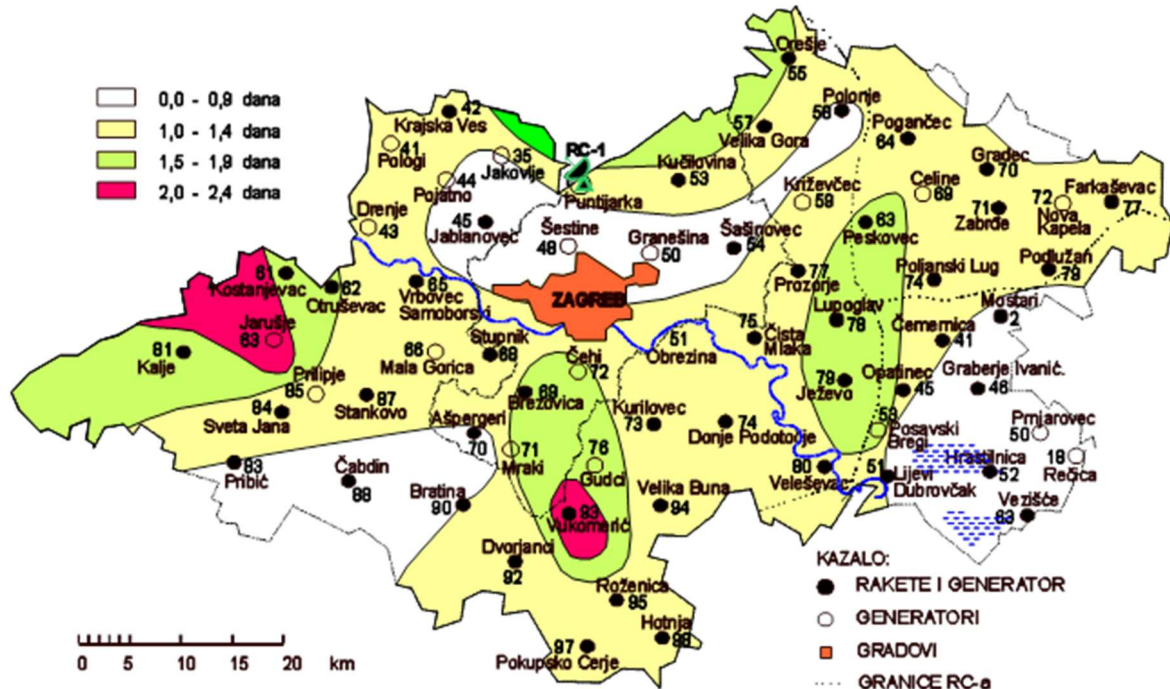 0,0 - 0,9 dana
1,0 - 1,4 dana
1,5 - 1,9 dana
2,0 - 2,4 dana
Orešje
55
42
Krajska Ves
41
Pologi
35
Jakovlje
RC-1
57
Velika Gora
Polonje
58
Pogančec
64
Kučilovina
53
Puntijarka
44
Pojatno
Gradec
70
Celine
69
Križevčec
59
72
Nova
Kapela
Farkaševac
77
71
Zabrđe
Drenje
43
45
Jablanovec
Šestine
48
Granešina
50
Šašinovec
54
63
Peskovec
Podlužan
79
Poljanski Lug
74
77
Prozorje
61
Kostanjevac
62
Otruševac
65
Vrbovec
Samoborski
ZAGREB
Mostari
2
Lupoglav
78
Čemernica
41
Jarušje
63
81
Kalje
66
Mala Gorica
Stupnik
68
51
Obrezina
75
Čista
Mlaka
Čehi
72
Prilipje
85
84
Sveta Jana
87
Stankovo
69
Brezovica
79
Ježevo
Opatinec
45
Graberje Ivanić.
46
Ašpergeri
70
Kurilovec
73
74
Donje Podotočje
53
Posavski
Bregi
Prnjarovec
50
71
Mraki
76
Gudci
83
Pribić
Čabdin
88
80
Veleševac
51
Lijevi
Dubrovčak
Hrastilnica
52
18
Rečica
Bratina
90
93
Vukomerić
Velika Buna
94
Vezišće
63
Dvorjanci
92
Roženica
95
Hotnja
98
97
Pokupsko Cerje
KAZALO:
RAKETE I GENERATOR
GENERATORI
GRADOVI
GRANICE RC-a
0 5 10 15 20 km